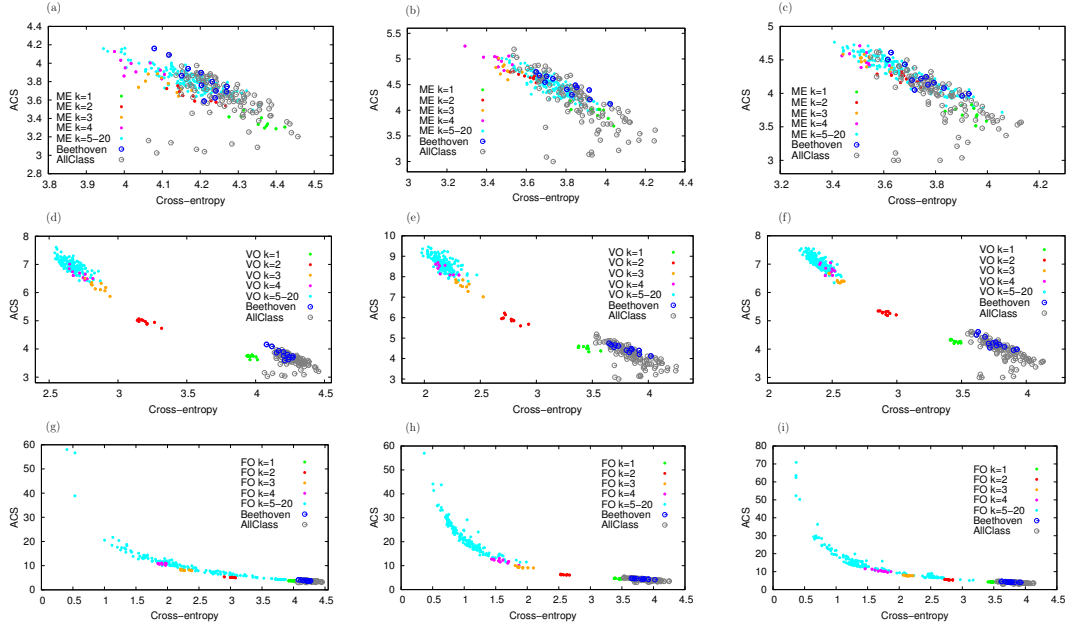 (a)
ACS
4.4
4.2
4
3.8
3.6
3.4
3.2
3
2.8
ME k=1
ME k=2
ME k=3
ME k=4
ME k=5-20
Beethoven
AllClass
3.8 3.9 4 4.1 4.2 4.3 4.4 4.5
Cross-entropy
(b)
ACS
5.5
5
4.5
4
3.5
3
ME k=1
ME k=2
ME k=3
ME k=4
ME k=5-20
Beethoven
AllClass
3 3.2 3.4 3.6 3.8 4 4.2 4.4
Cross-entropy
(c)
ACS
5
4.5
4
3.5
3
ME k=1
ME k=2
ME k=3
ME k=4
ME k=5-20
Beethoven
AllClass
3.2 3.4 3.6 3.8 4 4.2
Cross-entropy
(d)
ACS
8
7
6
5
4
3
VO k=1
VO k=2
VO k=3
VO k=4
VO k=5-20
Beethoven
AllClass
2.5 3 3.5 4 4.5
Cross-entropy
(e)
ACS
10
9
8
7
6
5
4
3
VO k=1
VO k=2
VO k=3
VO k=4
VO k=5-20
Beethoven
AllClass
2 2.5 3 3.5 4
Cross-entropy
(f)
ACS
8
7
6
5
4
3
VO k=1
VO k=2
VO k=3
VO k=4
VO k=5-20
Beethoven
AllClass
2 2.5 3 3.5 4
Cross-entropy
(g)
ACS
60
50
40
30
20
10
0
FO k=1
FO k=2
FO k=3
FO k=4
FO k=5-20
Beethoven
AllClass
0 0.5 1 1.5 2 2.5 3 3.5 4 4.5
Cross-entropy
(h)
ACS
60
50
40
30
20
10
0
FO k=1
FO k=2
FO k=3
FO k=4
FO k=5-20
Beethoven
AllClass
0 0.5 1 1.5 2 2.5 3 3.5 4 4.5
Cross-entropy
(i)
ACS
80
70
60
50
40
30
20
10
0
FO k=1
FO k=2
FO k=3
FO k=4
FO k=5-20
Beethoven
AllClass
0 0.5 1 1.5 2 2.5 3 3.5 4 4.5
Cross-entropy